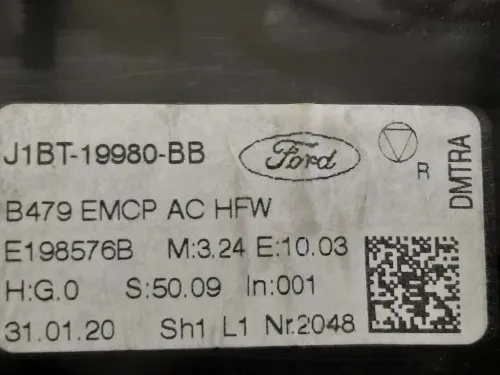 J1BT-19980-BB Ford R
B479 EMCP AC HFW
E198576B M:3.24 E:10.03
H:G.0 S:50.09 In:001
31.01.20 Sh1 L1 Nr.2048
DMTRA